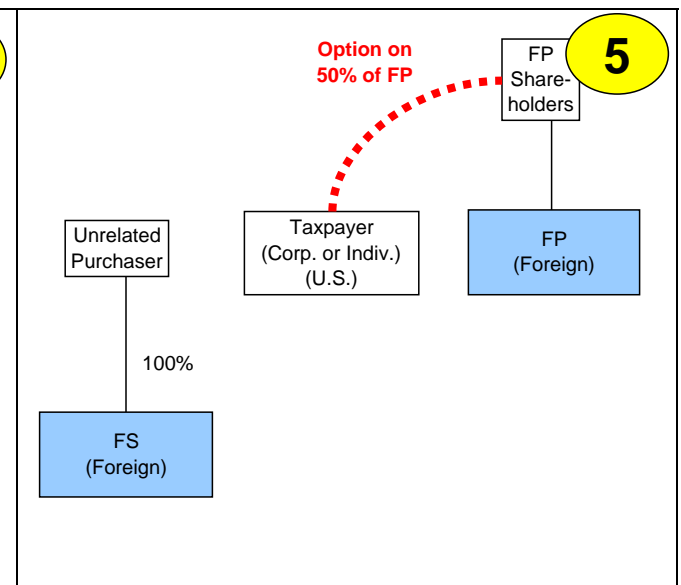 Option on
50% of FP
FP
Share-
holders
5
Unrelated
Purchaser
Taxpayer
(Corp. or Indiv.)
(U.S.)
FP
(Foreign)
100%
FS
(Foreign)